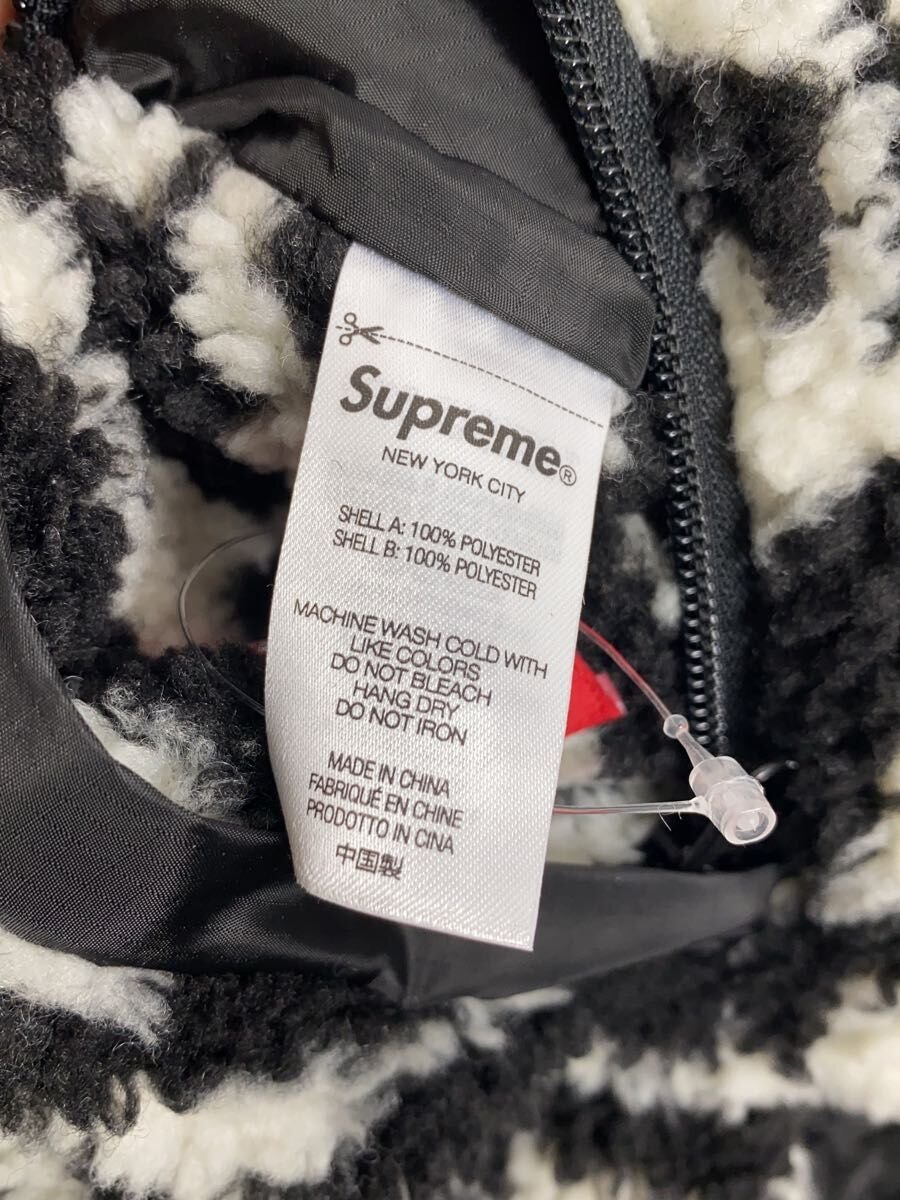 Supreme®
NEW YORK CITY
SHELL A: 100% POLYESTER
SHELL B: 100% POLYESTER
MACHINE WASH COLD WITH
LIKE COLORS
DO NOT BLEACH
HANG DRY
DO NOT IRON
MADE IN CHINA
FABRIQUÉ EN CHINE
PRODOTTO IN CINA
中国製